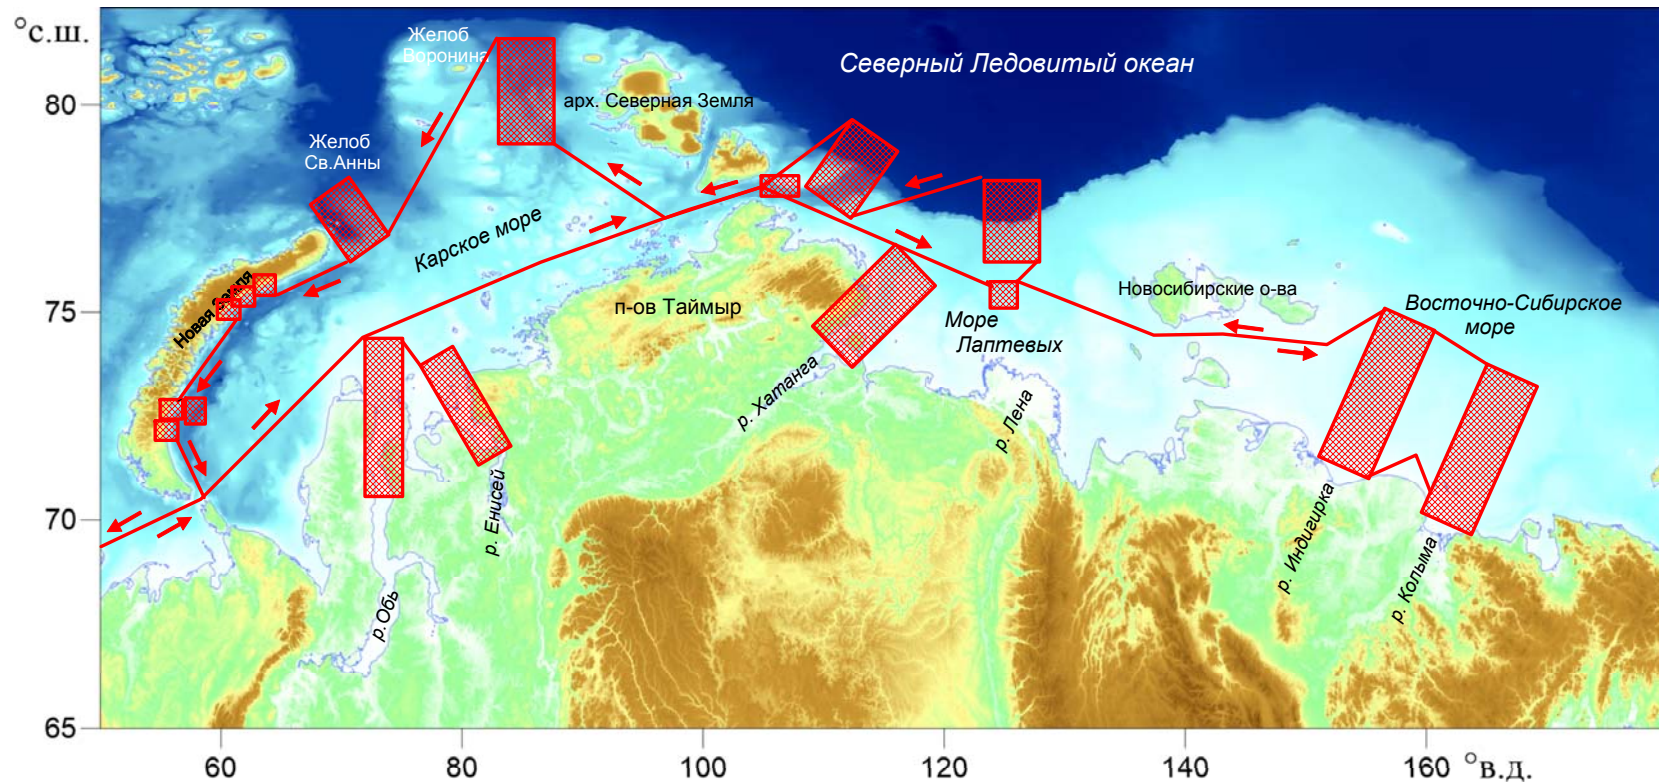 °с.ш.
Желоб
Воронина
Северный Ледовитый океан
80
арх. Северная Земля
Желоб
Св.Анны
Карское море
Новая Земля
75
п-ов Таймыр
Новосибирские о-ва
Восточно-Сибирское
море
Море
Лаптевых
р. Хатанга
р. Лена
70
р. Енисей
р. Индигирка
р. Колыма
р. Обь
65
60
80
100
120
140
160
°в.д.